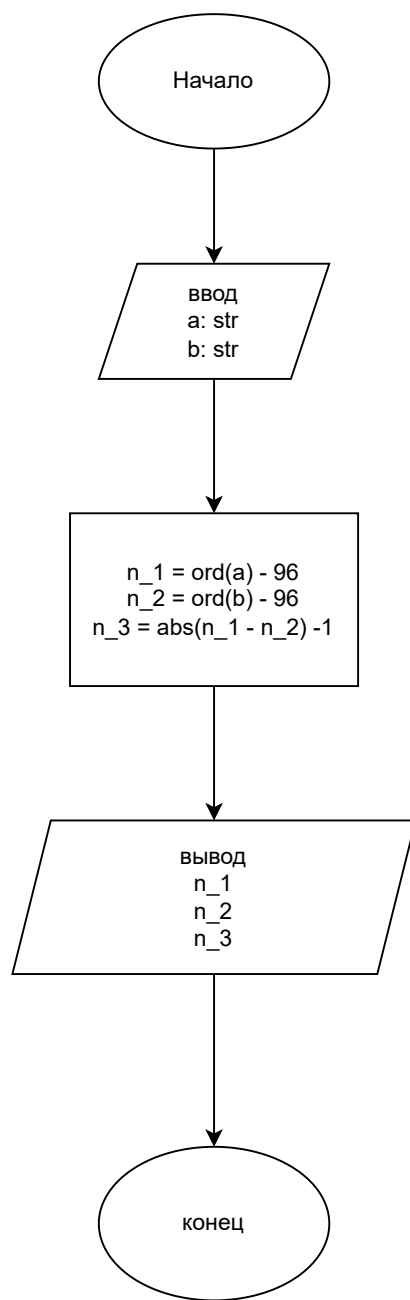 Начало
ввод
a: str
b: str
n_1 = ord(a) - 96
n_2 = ord(b) - 96
n_3 = abs(n_1 - n_2) -1
вывод
n_1
n_2
n_3
конец